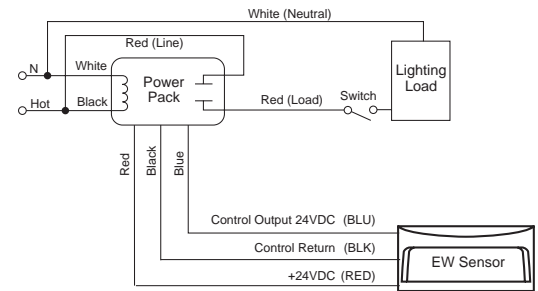 White (Neutral)
Red (Line)
N
White
Power
Pack
Lighting
Load
Hot
Black
Red (Load)
Switch
Red
Black
Blue
Control Output 24VDC (BLU)
Control Return (BLK)
+24VDC (RED)
EW Sensor